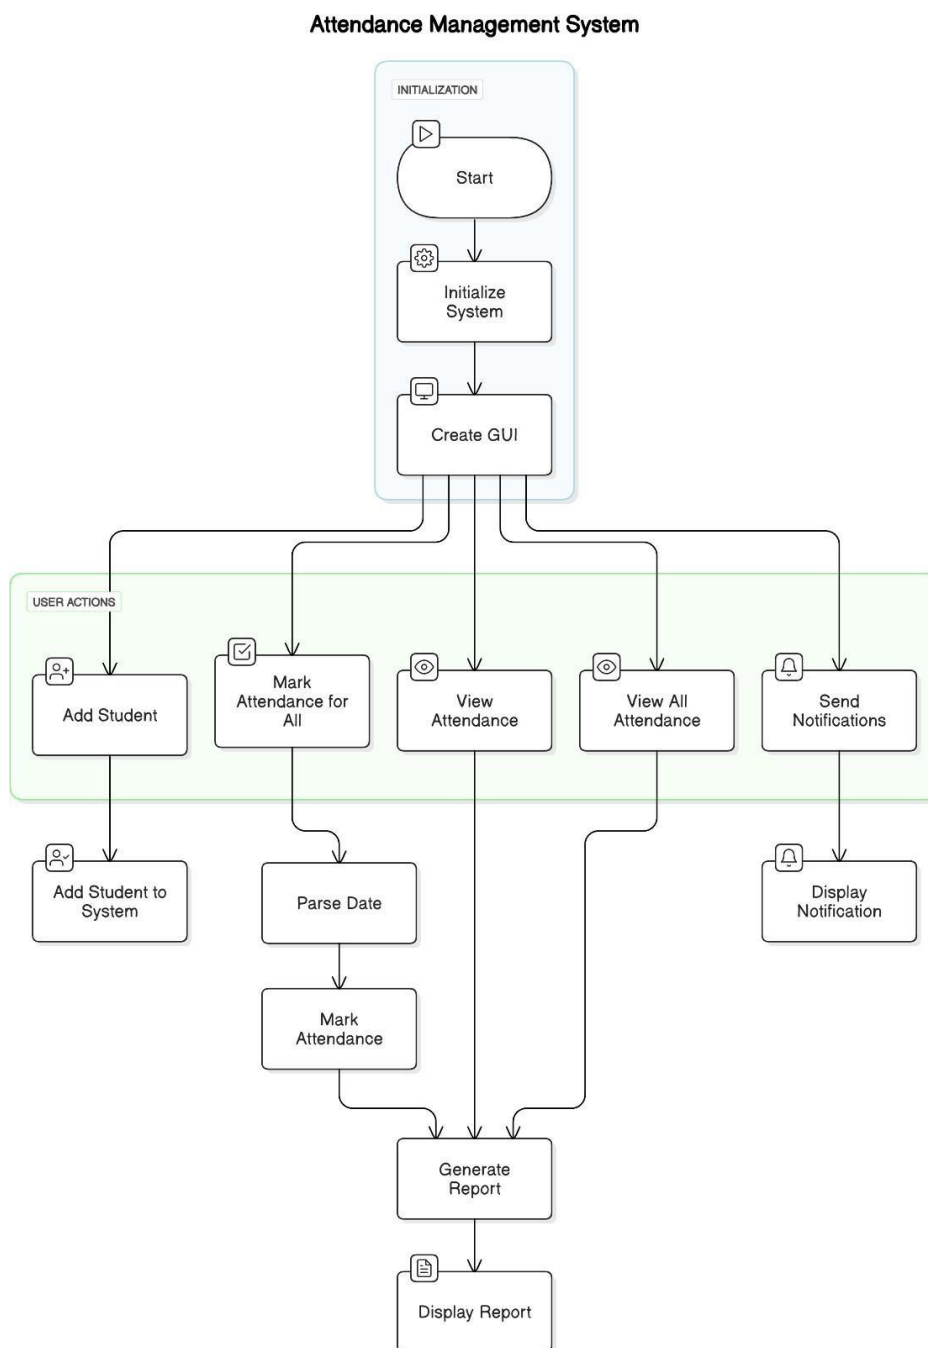 Attendance Management System
INITIALIZATION
Start
Initialize
System
Create GUI
USER ACTIONS
Add Student
Mark
Attendance for
All
View
Attendance
View All
Attendance
Send
Notifications
Add Student to
System
Parse Date
Display
Notification
Mark
Attendance
Generate
Report
Display Report